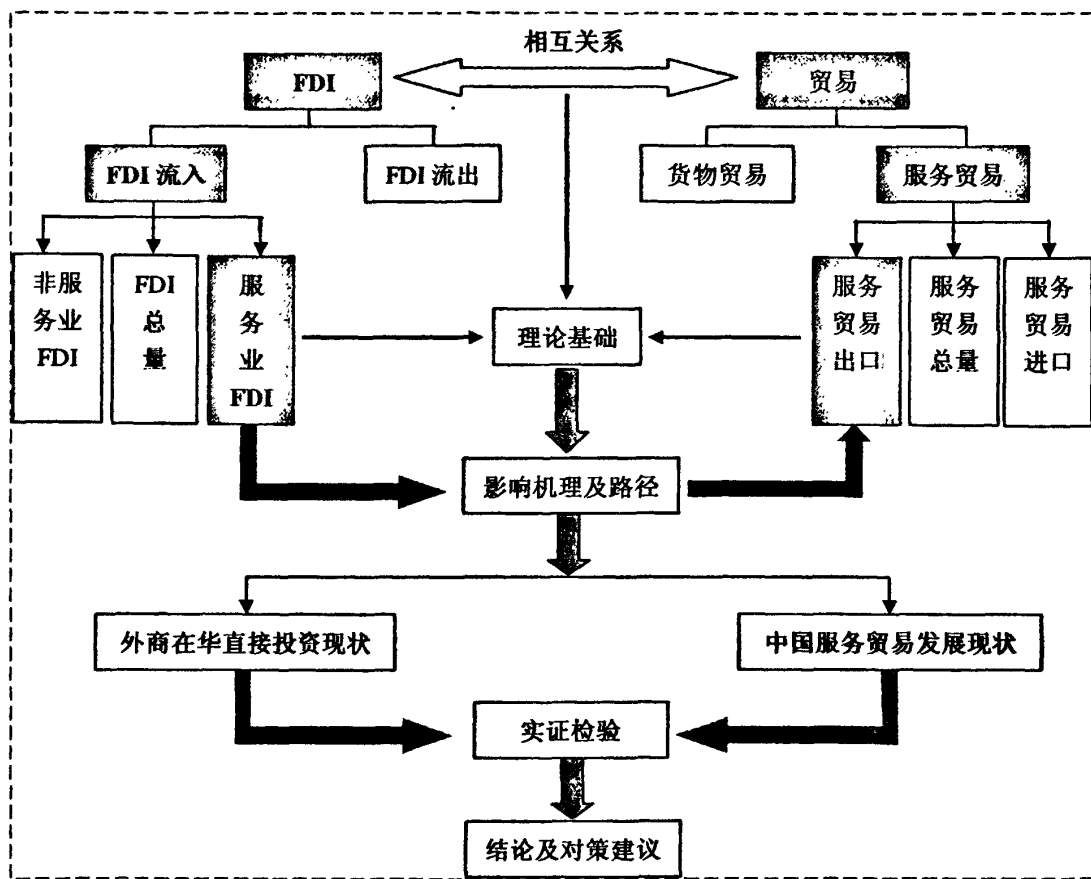 相互关系
FDI
贸易
FDI 流入
FDI 流出
货物贸易
服务贸易
非服
务业
FDI
FDI
总
量
服
务
业
FDI
理论基础
服务
贸易
出口
服务
贸易
总量
服务
贸易
进口
影响机理及路径
外商在华直接投资现状
中国服务贸易发展现状
实证检验
结论及对策建议